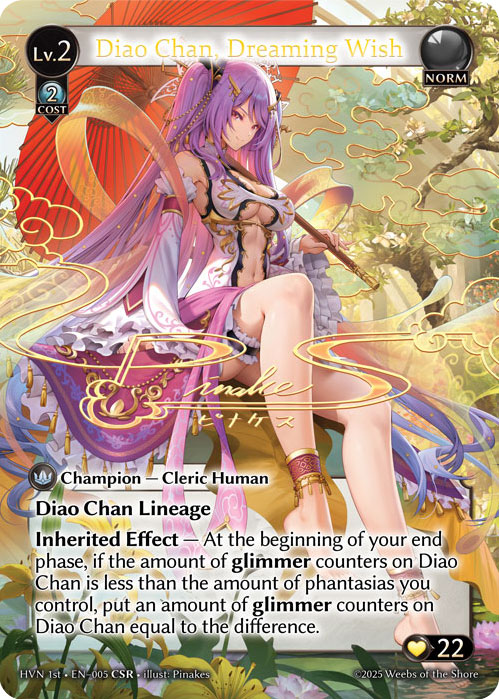 Lv.2
Diao Chan, Dreaming Wish
NORM
2
COST
Pinake
ピナケス
Champion — Cleric Human
Diao Chan Lineage
Inherited Effect — At the beginning of your end
phase, if the amount of glimmer counters on Diao
Chan is less than the amount of phantasias you
control, put an amount of glimmer counters on
Diao Chan equal to the difference.
22
HVN 1st • EN-005 CSR • illust: Pinakes
©2025 Weebs of the Shore